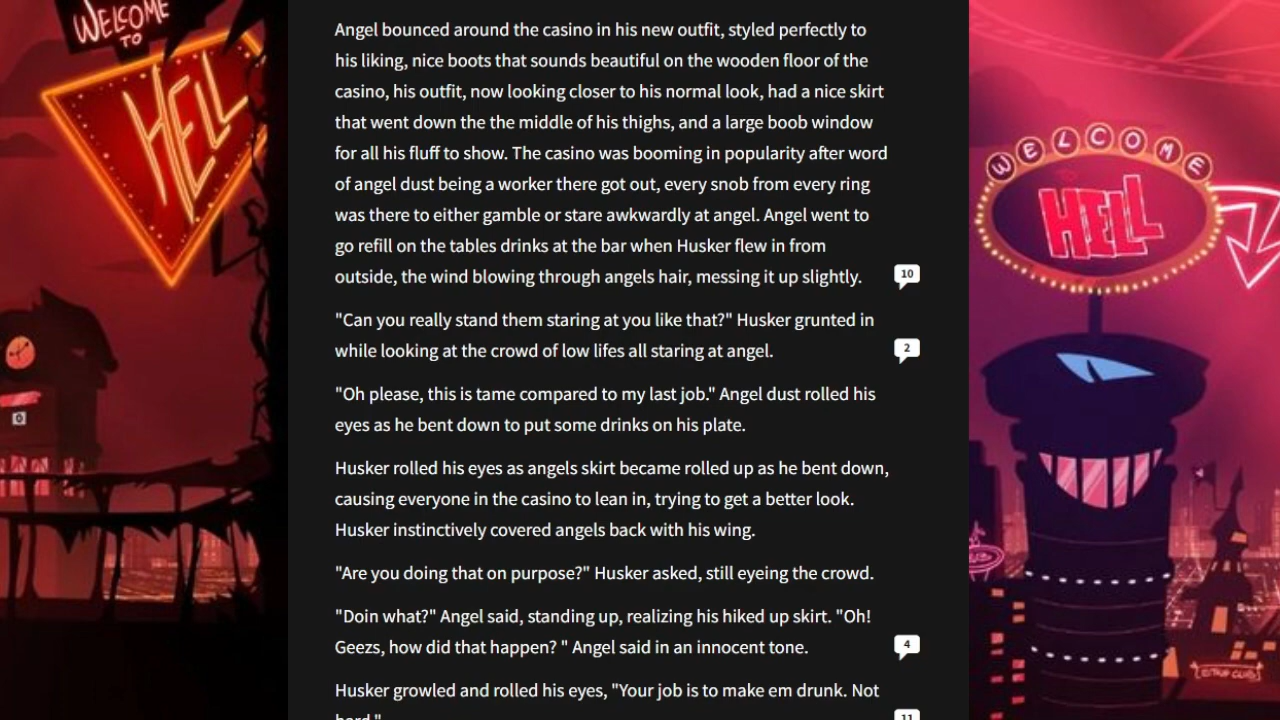 WELCOME
TO
HELL
Angel bounced around the casino in his new outfit, styled perfectly to
his liking, nice boots that sounds beautiful on the wooden floor of the
casino, his outfit, now looking closer to his normal look, had a nice skirt
that went down the the middle of his thighs, and a large boob window
for all his fluff to show. The casino was booming in popularity after word
of angel dust being a worker there got out, every snob from every ring
was there to either gamble or stare awkwardly at angel. Angel went to
go refill on the tables drinks at the bar when Husker flew in from
outside, the wind blowing through angels hair, messing it up slightly.
10
"Can you really stand them staring at you like that?" Husker grunted in
while looking at the crowd of low lifes all staring at angel.
2
"Oh please, this is tame compared to my last job." Angel dust rolled his
eyes as he bent down to put some drinks on his plate.
Husker rolled his eyes as angels skirt became rolled up as he bent down,
causing everyone in the casino to lean in, trying to get a better look.
Husker instinctively covered angels back with his wing.
"Are you doing that on purpose?" Husker asked, still eyeing the crowd.
"Doin what?" Angel said, standing up, realizing his hiked up skirt. "Oh!
Geezs, how did that happen? " Angel said in an innocent tone.
4
Husker growled and rolled his eyes, "Your job is to make em drunk. Not
hard."
11
WELCOME
HELL